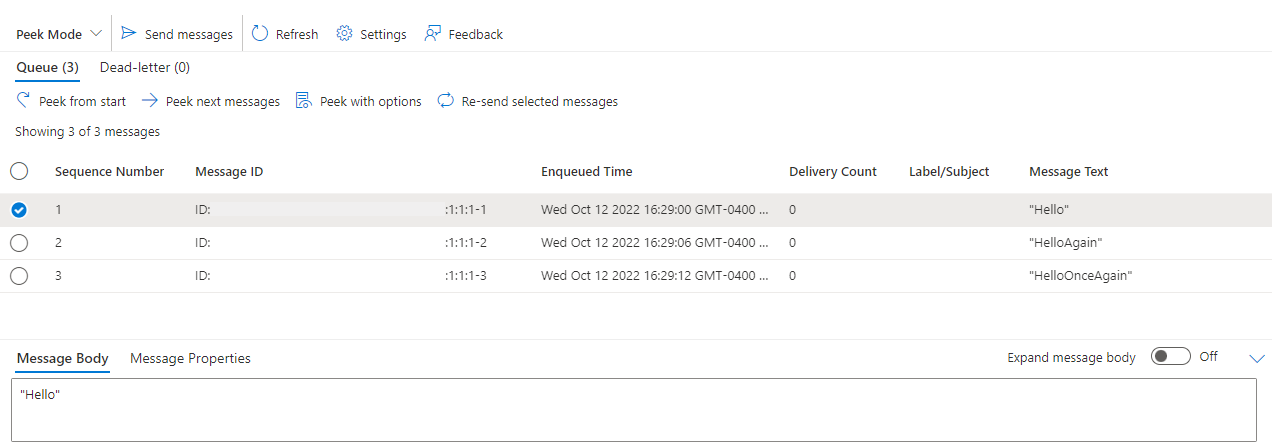 Peek Mode Send messages Refresh Settings Feedback
Queue (3) Dead-letter (0)
Peek from start Peek next messages Peek with options Re-send selected messages
Showing 3 of 3 messages
Sequence Number Message ID Enqueued Time Delivery Count Label/Subject Message Text
1 ID: :1:1:1-1 Wed Oct 12 2022 16:29:00 GMT-0400 ... 0 "Hello"
2 ID: :1:1:1-2 Wed Oct 12 2022 16:29:06 GMT-0400 ... 0 "HelloAgain"
3 ID: :1:1:1-3 Wed Oct 12 2022 16:29:12 GMT-0400 ... 0 "HelloOnceAgain"
Message Body Message Properties Expand message body Off
"Hello"